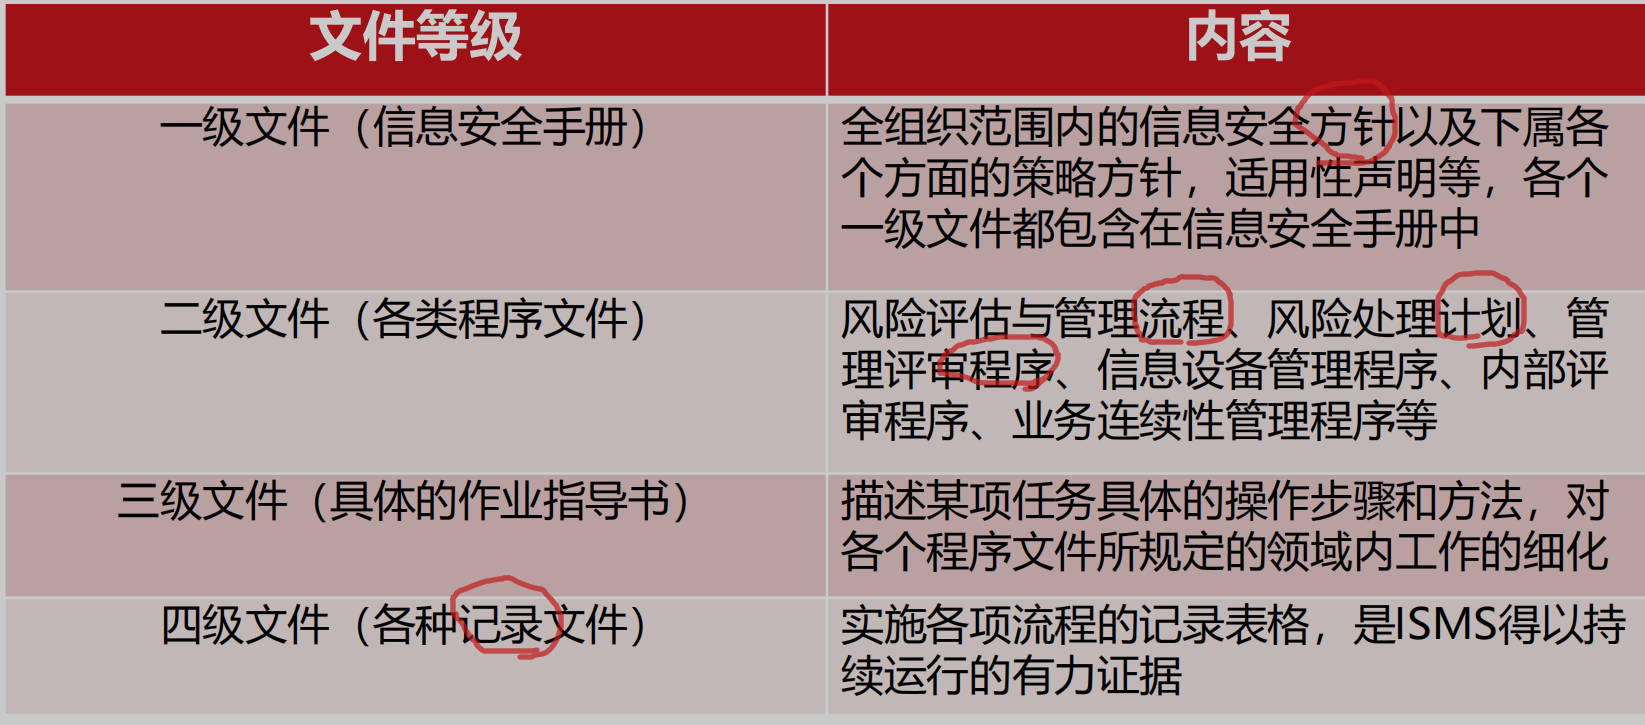 文件等级
内容
一级文件（信息安全手册）
全组织范围内的信息安全方针以及下属各
个方面的策略方针，适用性声明等，各个
一级文件都包含在信息安全手册中
二级文件（各类程序文件）
风险评估与管理流程、风险处理计划、管
理评审程序、信息设备管理程序、内部评
审程序、业务连续性管理程序等
三级文件（具体的作业指导书）
描述某项任务具体的操作步骤和方法，对
各个程序文件所规定的领域内工作的细化
四级文件（各种记录文件）
实施各项流程的记录表格，是ISMS得以持
续运行的有力证据